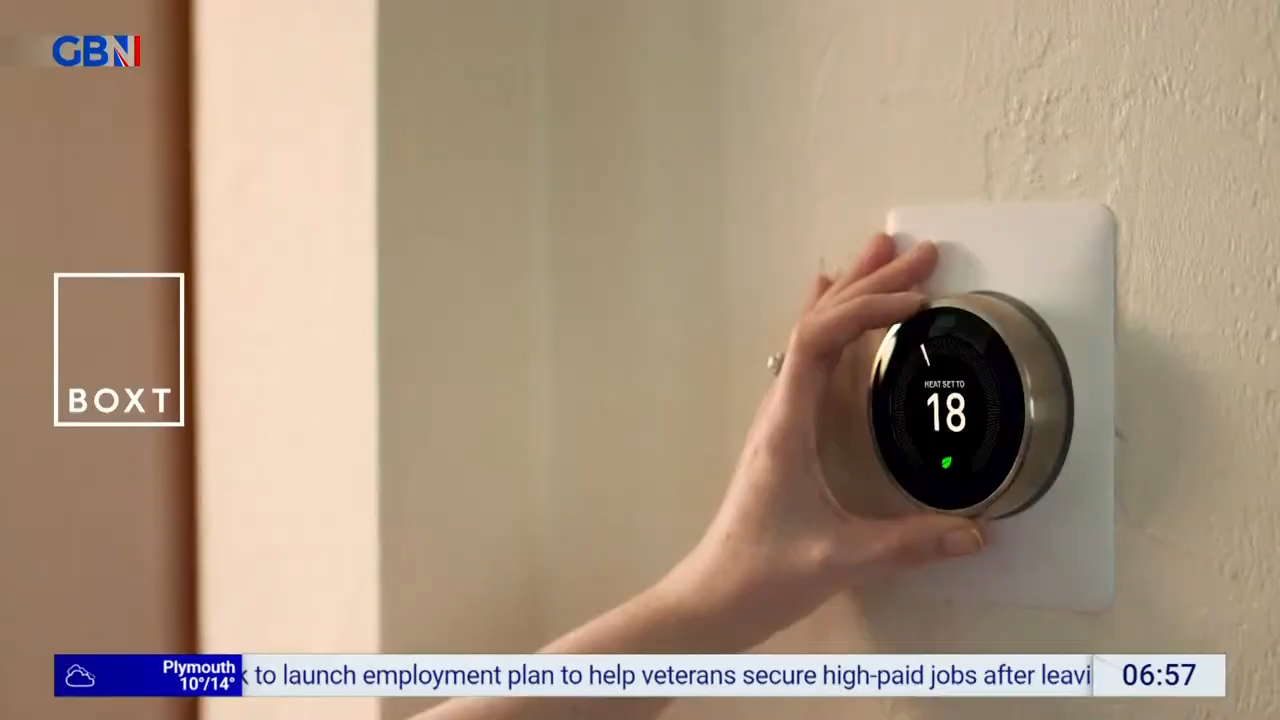 GBN
BOXT
HEAT SET TO
18
Plymouth
10°/14°
to launch employment plan to help veterans secure high-paid jobs after
06:57